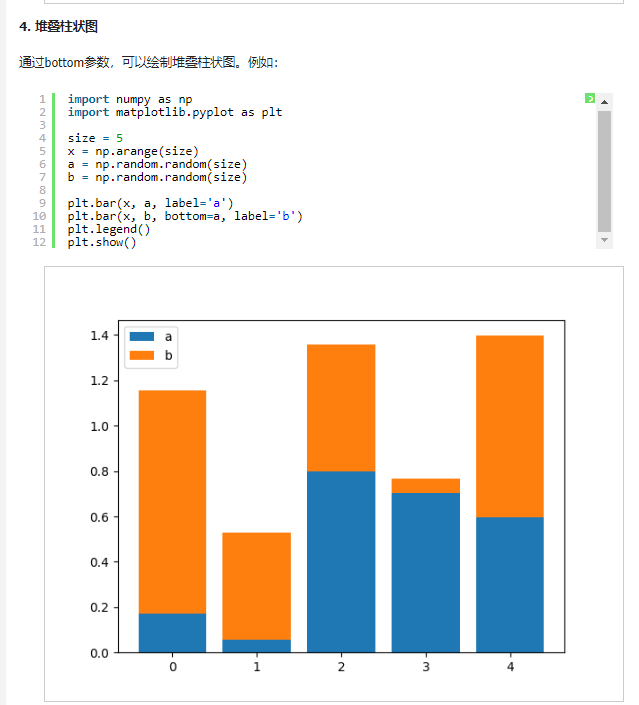 4. 堆叠柱状图
通过bottom参数，可以绘制堆叠柱状图。例如：
1 import numpy as np
2 import matplotlib.pyplot as plt
3
4 size = 5
5 x = np.arange(size)
6 a = np.random.random(size)
7 b = np.random.random(size)
8
9 plt.bar(x, a, label='a')
10 plt.bar(x, b, bottom=a, label='b')
11 plt.legend()
12 plt.show()
a
b
1.4
1.2
1.0
0.8
0.6
0.4
0.2
0.0
0 1 2 3 4